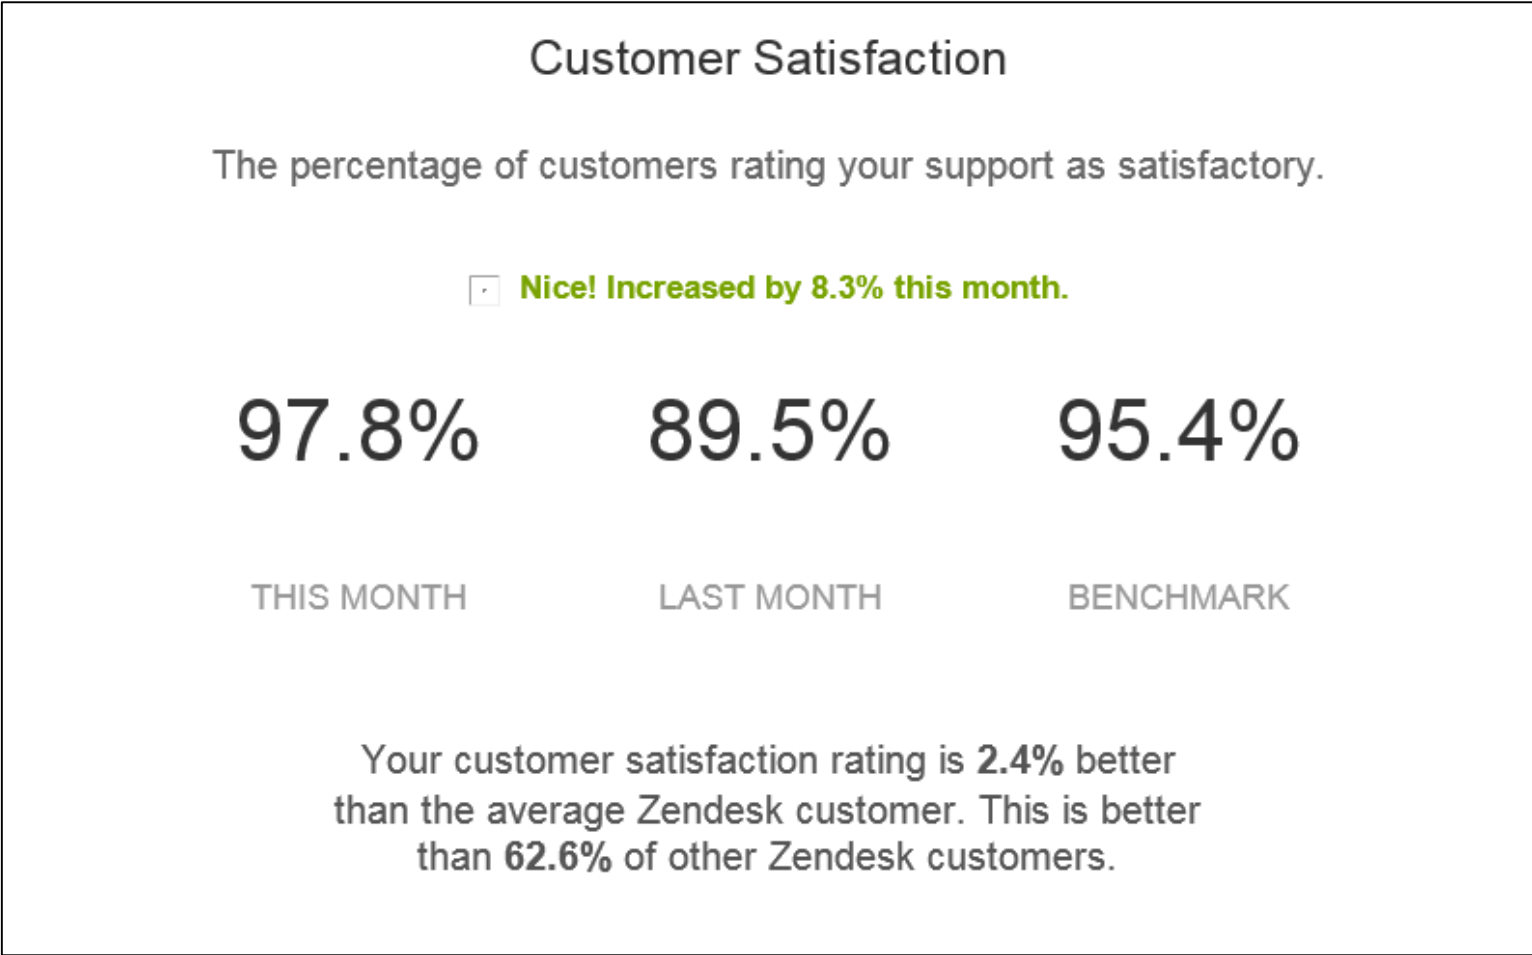 Customer Satisfaction
The percentage of customers rating your support as satisfactory.
Nice! Increased by 8.3% this month.
97.8% 89.5% 95.4%
THIS MONTH LAST MONTH BENCHMARK
Your customer satisfaction rating is 2.4% better
than the average Zendesk customer. This is better
than 62.6% of other Zendesk customers.